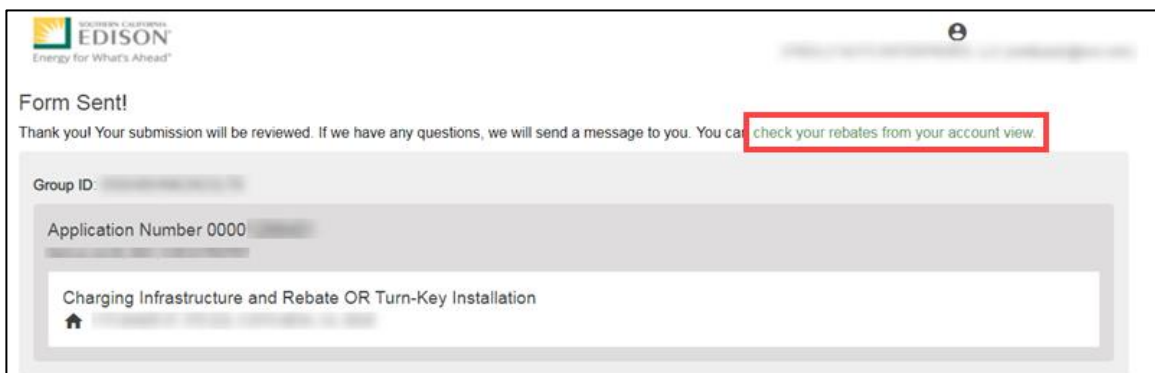 SOUTHERN CALIFORNIA
EDISON
Energy for What's Ahead®
Form Sent!
Thank you! Your submission will be reviewed. If we have any questions, we will send a message to you. You can check your rebates from your account view.
Group ID:
Application Number 0000
Charging Infrastructure and Rebate OR Turn-Key Installation